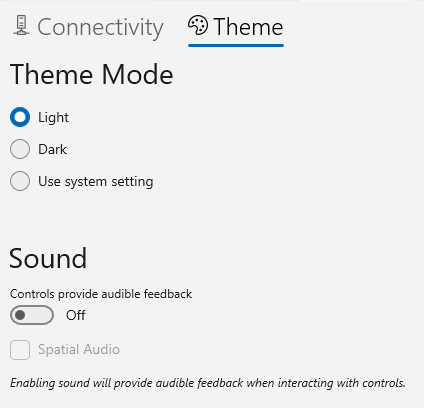 Connectivity Theme
Theme Mode
Light
Dark
Use system setting
Sound
Controls provide audible feedback
Off
Spatial Audio
Enabling sound will provide audible feedback when interacting with controls.